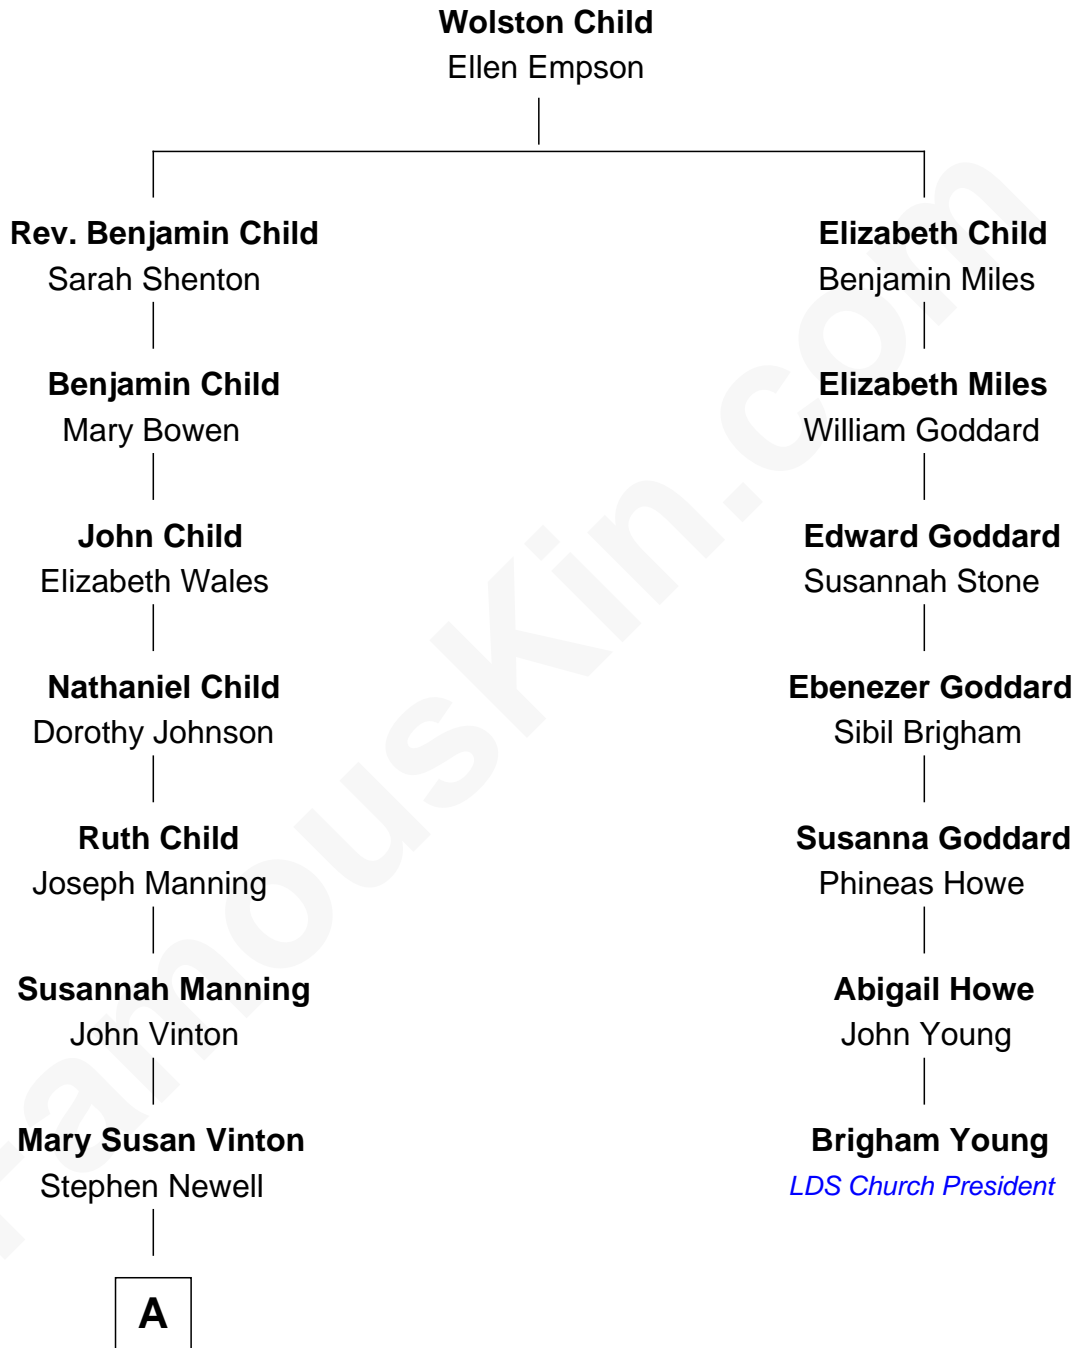 Wolston Child
Ellen Empson
Rev. Benjamin Child
Sarah Shenton
Benjamin Child
Mary Bowen
John Child
Elizabeth Wales
Nathaniel Child
Dorothy Johnson
Ruth Child
Joseph Manning
Susannah Manning
John Vinton
Mary Susan Vinton
Stephen Newell
A
Elizabeth Child
Benjamin Miles
Elizabeth Miles
William Goddard
Edward Goddard
Susannah Stone
Ebenezer Goddard
Sibil Brigham
Susanna Goddard
Phineas Howe
Abigail Howe
John Young
Brigham Young
LDS Church President
FamousKin.com